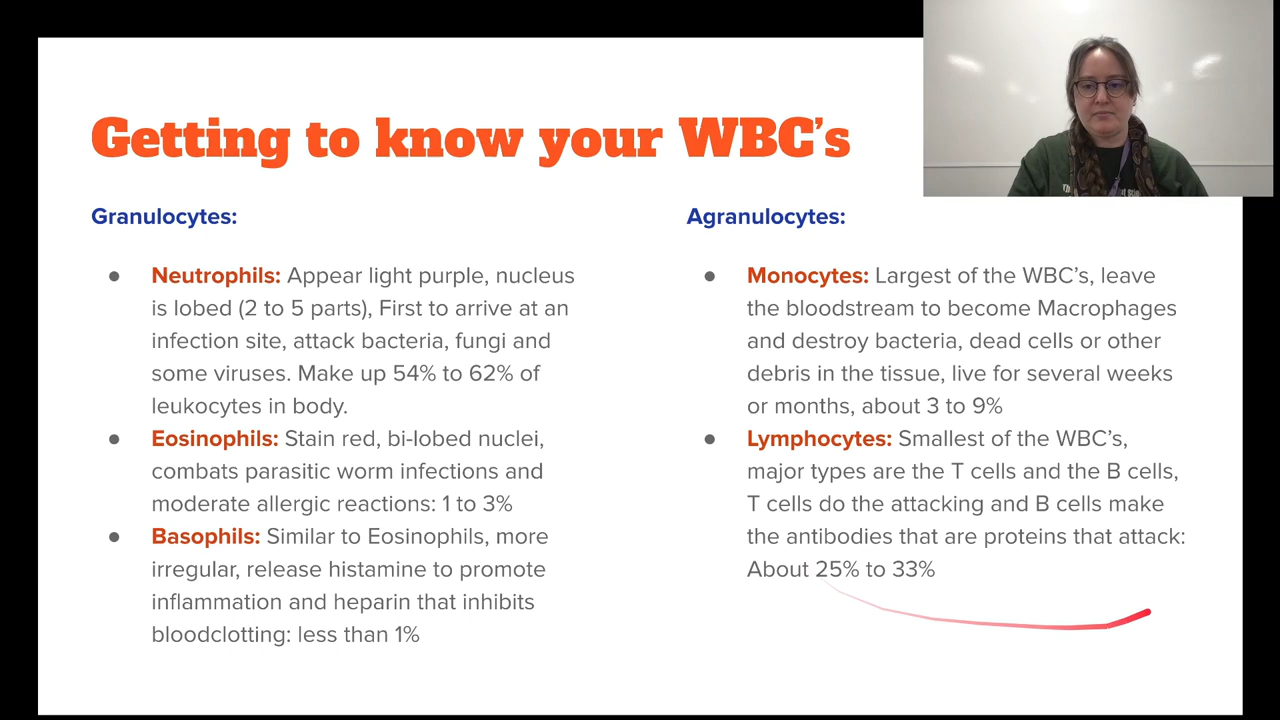 Getting to know your WBC's
Granulocytes:
● Neutrophils: Appear light purple, nucleus
is lobed (2 to 5 parts), First to arrive at an
infection site, attack bacteria, fungi and
some viruses. Make up 54% to 62% of
leukocytes in body.
● Eosinophils: Stain red, bi-lobed nuclei,
combats parasitic worm infections and
moderate allergic reactions: 1 to 3%
● Basophils: Similar to Eosinophils, more
irregular, release histamine to promote
inflammation and heparin that inhibits
bloodclotting: less than 1%
Agranulocytes:
● Monocytes: Largest of the WBC's, leave
the bloodstream to become Macrophages
and destroy bacteria, dead cells or other
debris in the tissue, live for several weeks
or months, about 3 to 9%
● Lymphocytes: Smallest of the WBC's,
major types are the T cells and the B cells,
T cells do the attacking and B cells make
the antibodies that are proteins that attack:
About 25% to 33%